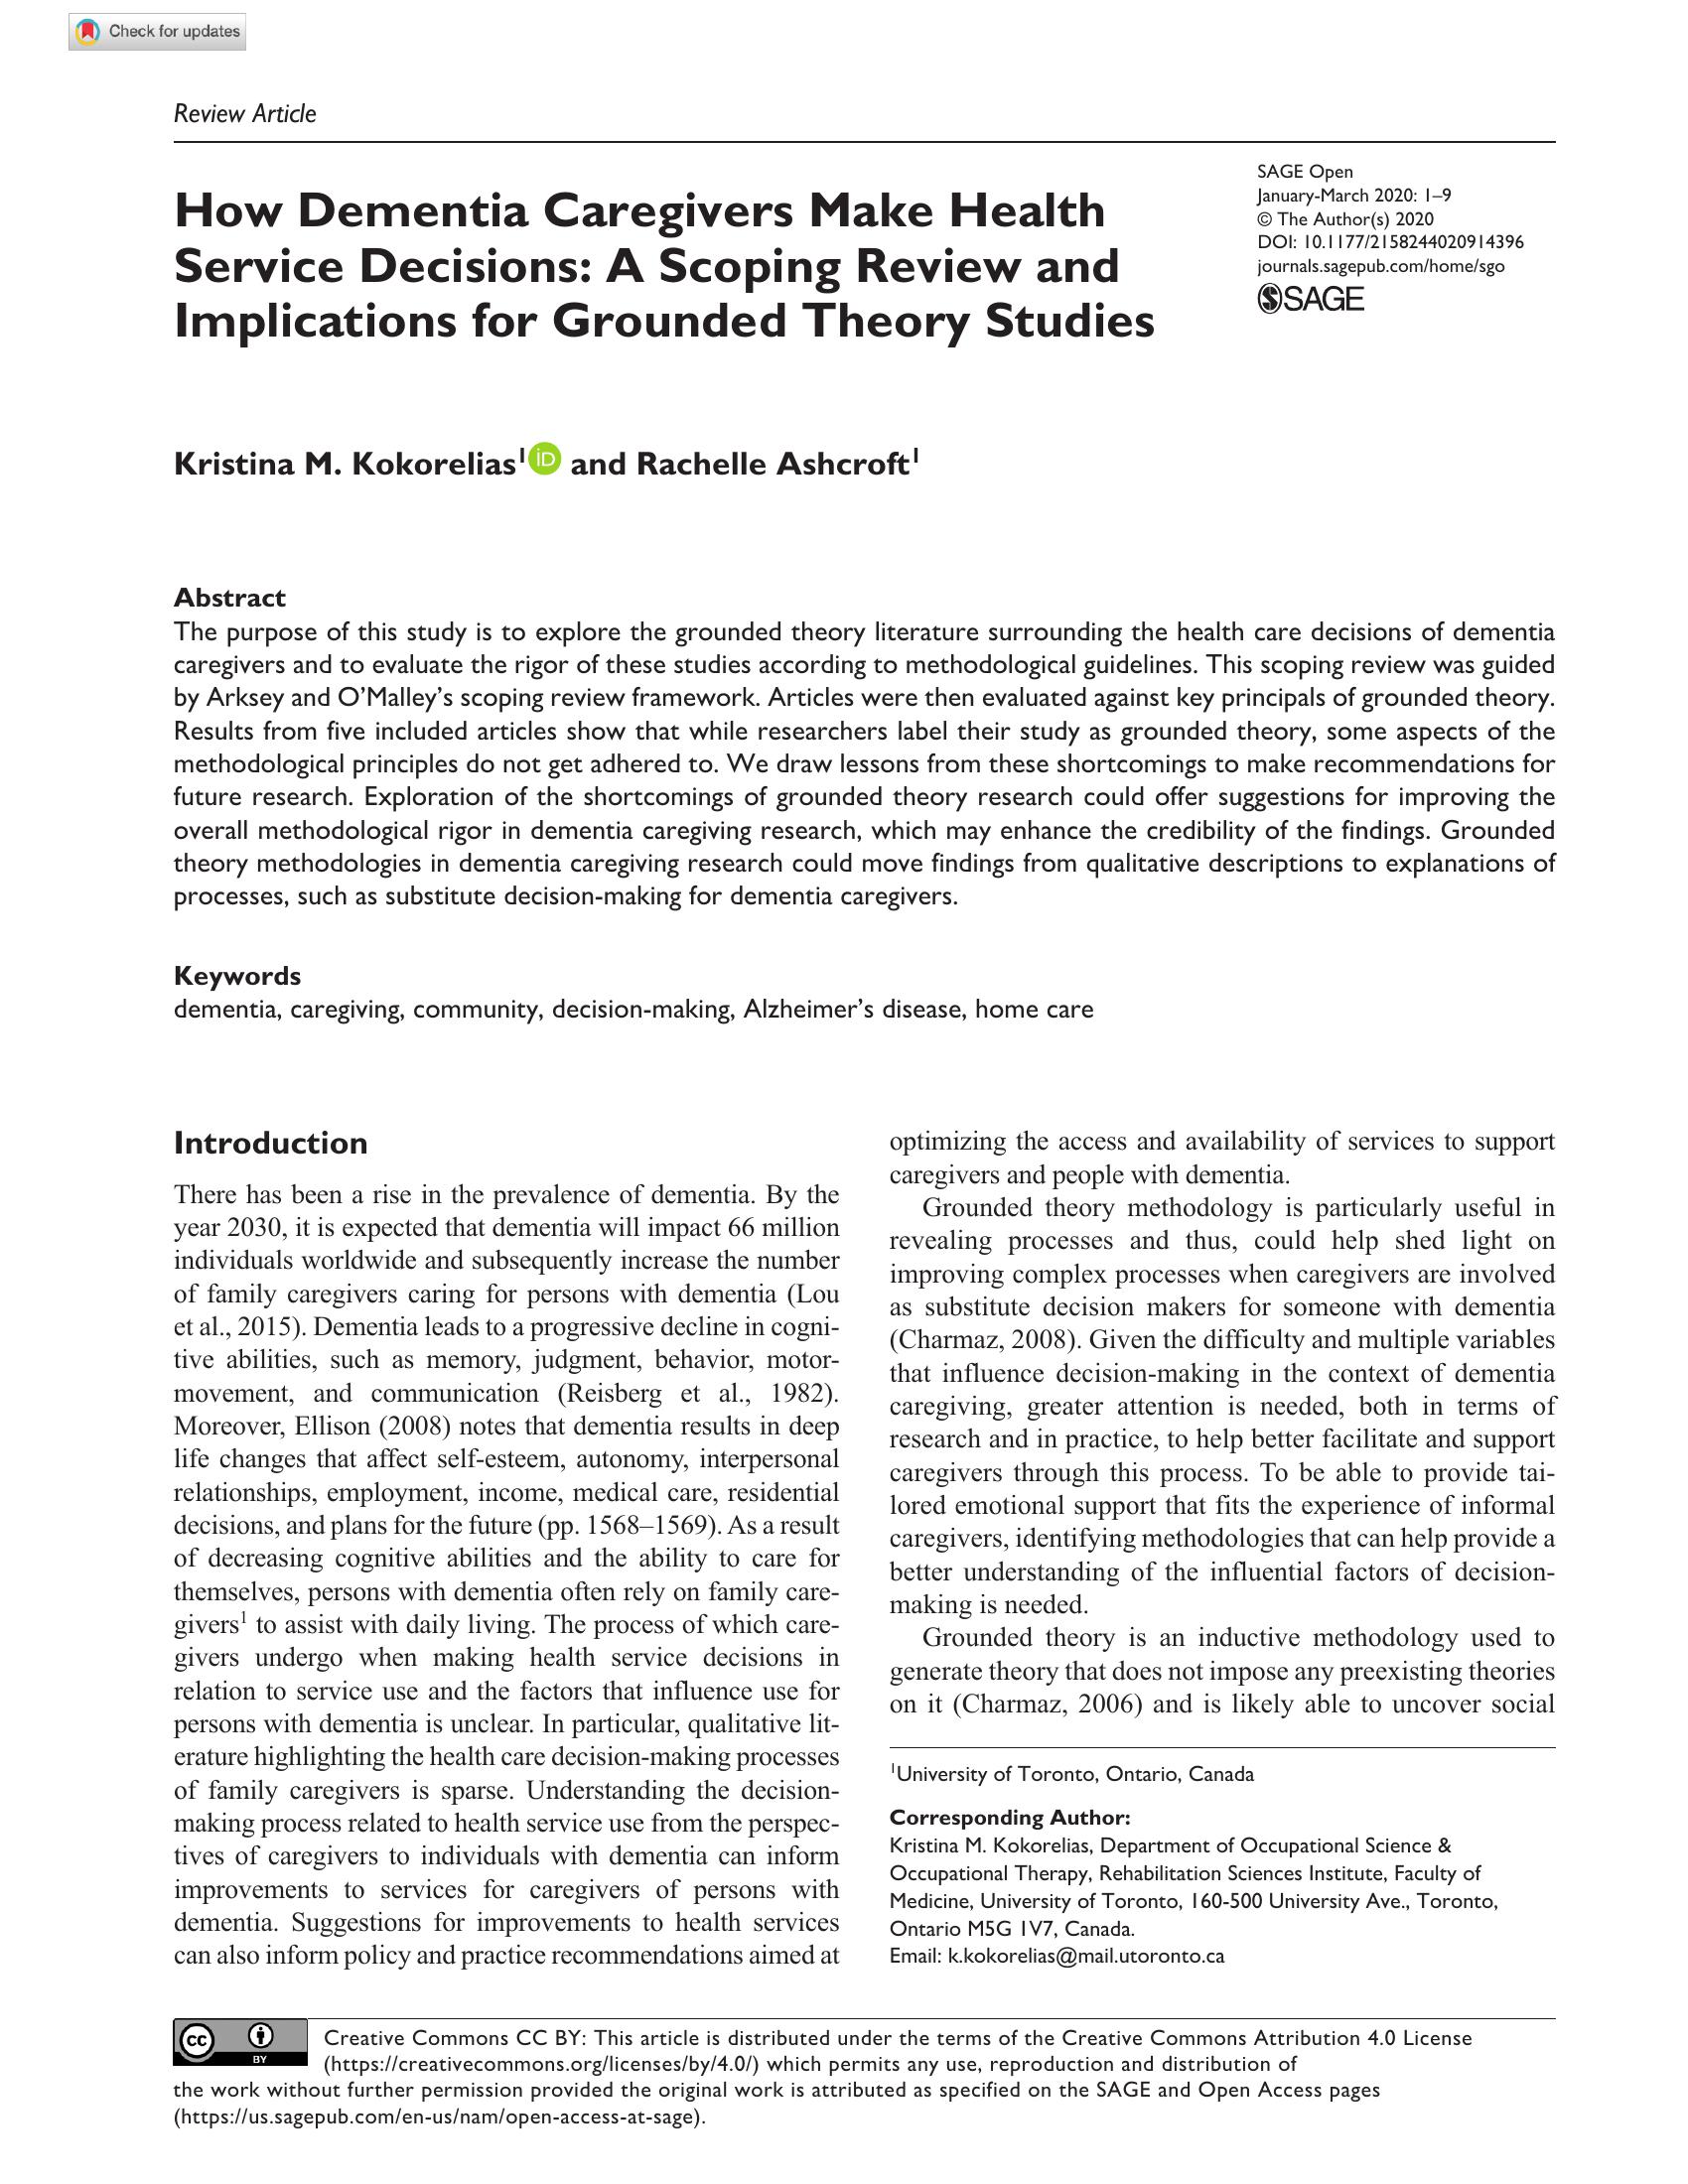 Check for updates
Review Article
SAGE Open
January-March 2020: 1–9
© The Author(s) 2020
DOI: 10.1177/2158244020914396
journals.sagepub.com/home/sgo
SAGE
How Dementia Caregivers Make Health
Service Decisions: A Scoping Review and
Implications for Grounded Theory Studies
Kristina M. Kokorelias1 iD and Rachelle Ashcroft1
Abstract
The purpose of this study is to explore the grounded theory literature surrounding the health care decisions of dementia
caregivers and to evaluate the rigor of these studies according to methodological guidelines. This scoping review was guided
by Arksey and O’Malley’s scoping review framework. Articles were then evaluated against key principals of grounded theory.
Results from five included articles show that while researchers label their study as grounded theory, some aspects of the
methodological principles do not get adhered to. We draw lessons from these shortcomings to make recommendations for
future research. Exploration of the shortcomings of grounded theory research could offer suggestions for improving the
overall methodological rigor in dementia caregiving research, which may enhance the credibility of the findings. Grounded
theory methodologies in dementia caregiving research could move findings from qualitative descriptions to explanations of
processes, such as substitute decision-making for dementia caregivers.
Keywords
dementia, caregiving, community, decision-making, Alzheimer’s disease, home care
Introduction
There has been a rise in the prevalence of dementia. By the
year 2030, it is expected that dementia will impact 66 million
individuals worldwide and subsequently increase the number
of family caregivers caring for persons with dementia (Lou
et al., 2015). Dementia leads to a progressive decline in cogni-
tive abilities, such as memory, judgment, behavior, motor-
movement, and communication (Reisberg et al., 1982).
Moreover, Ellison (2008) notes that dementia results in deep
life changes that affect self-esteem, autonomy, interpersonal
relationships, employment, income, medical care, residential
decisions, and plans for the future (pp. 1568–1569). As a result
of decreasing cognitive abilities and the ability to care for
themselves, persons with dementia often rely on family care-
givers1 to assist with daily living. The process of which care-
givers undergo when making health service decisions in
relation to service use and the factors that influence use for
persons with dementia is unclear. In particular, qualitative lit-
erature highlighting the health care decision-making processes
of family caregivers is sparse. Understanding the decision-
making process related to health service use from the perspec-
tives of caregivers to individuals with dementia can inform
improvements to services for caregivers of persons with
dementia. Suggestions for improvements to health services
can also inform policy and practice recommendations aimed at
optimizing the access and availability of services to support
caregivers and people with dementia.
Grounded theory methodology is particularly useful in
revealing processes and thus, could help shed light on
improving complex processes when caregivers are involved
as substitute decision makers for someone with dementia
(Charmaz, 2008). Given the difficulty and multiple variables
that influence decision-making in the context of dementia
caregiving, greater attention is needed, both in terms of
research and in practice, to help better facilitate and support
caregivers through this process. To be able to provide tai-
lored emotional support that fits the experience of informal
caregivers, identifying methodologies that can help provide a
better understanding of the influential factors of decision-
making is needed.
Grounded theory is an inductive methodology used to
generate theory that does not impose any preexisting theories
on it (Charmaz, 2006) and is likely able to uncover social
1University of Toronto, Ontario, Canada
Corresponding Author:
Kristina M. Kokorelias, Department of Occupational Science &
Occupational Therapy, Rehabilitation Sciences Institute, Faculty of
Medicine, University of Toronto, 160-500 University Ave., Toronto,
Ontario M5G 1V7, Canada.
Email: k.kokorelias@mail.utoronto.ca
cc BY
Creative Commons CC BY: This article is distributed under the terms of the Creative Commons Attribution 4.0 License
(https://creativecommons.org/licenses/by/4.0/) which permits any use, reproduction and distribution of
the work without further permission provided the original work is attributed as specified on the SAGE and Open Access pages
(https://us.sagepub.com/en-us/nam/open-access-at-sage).